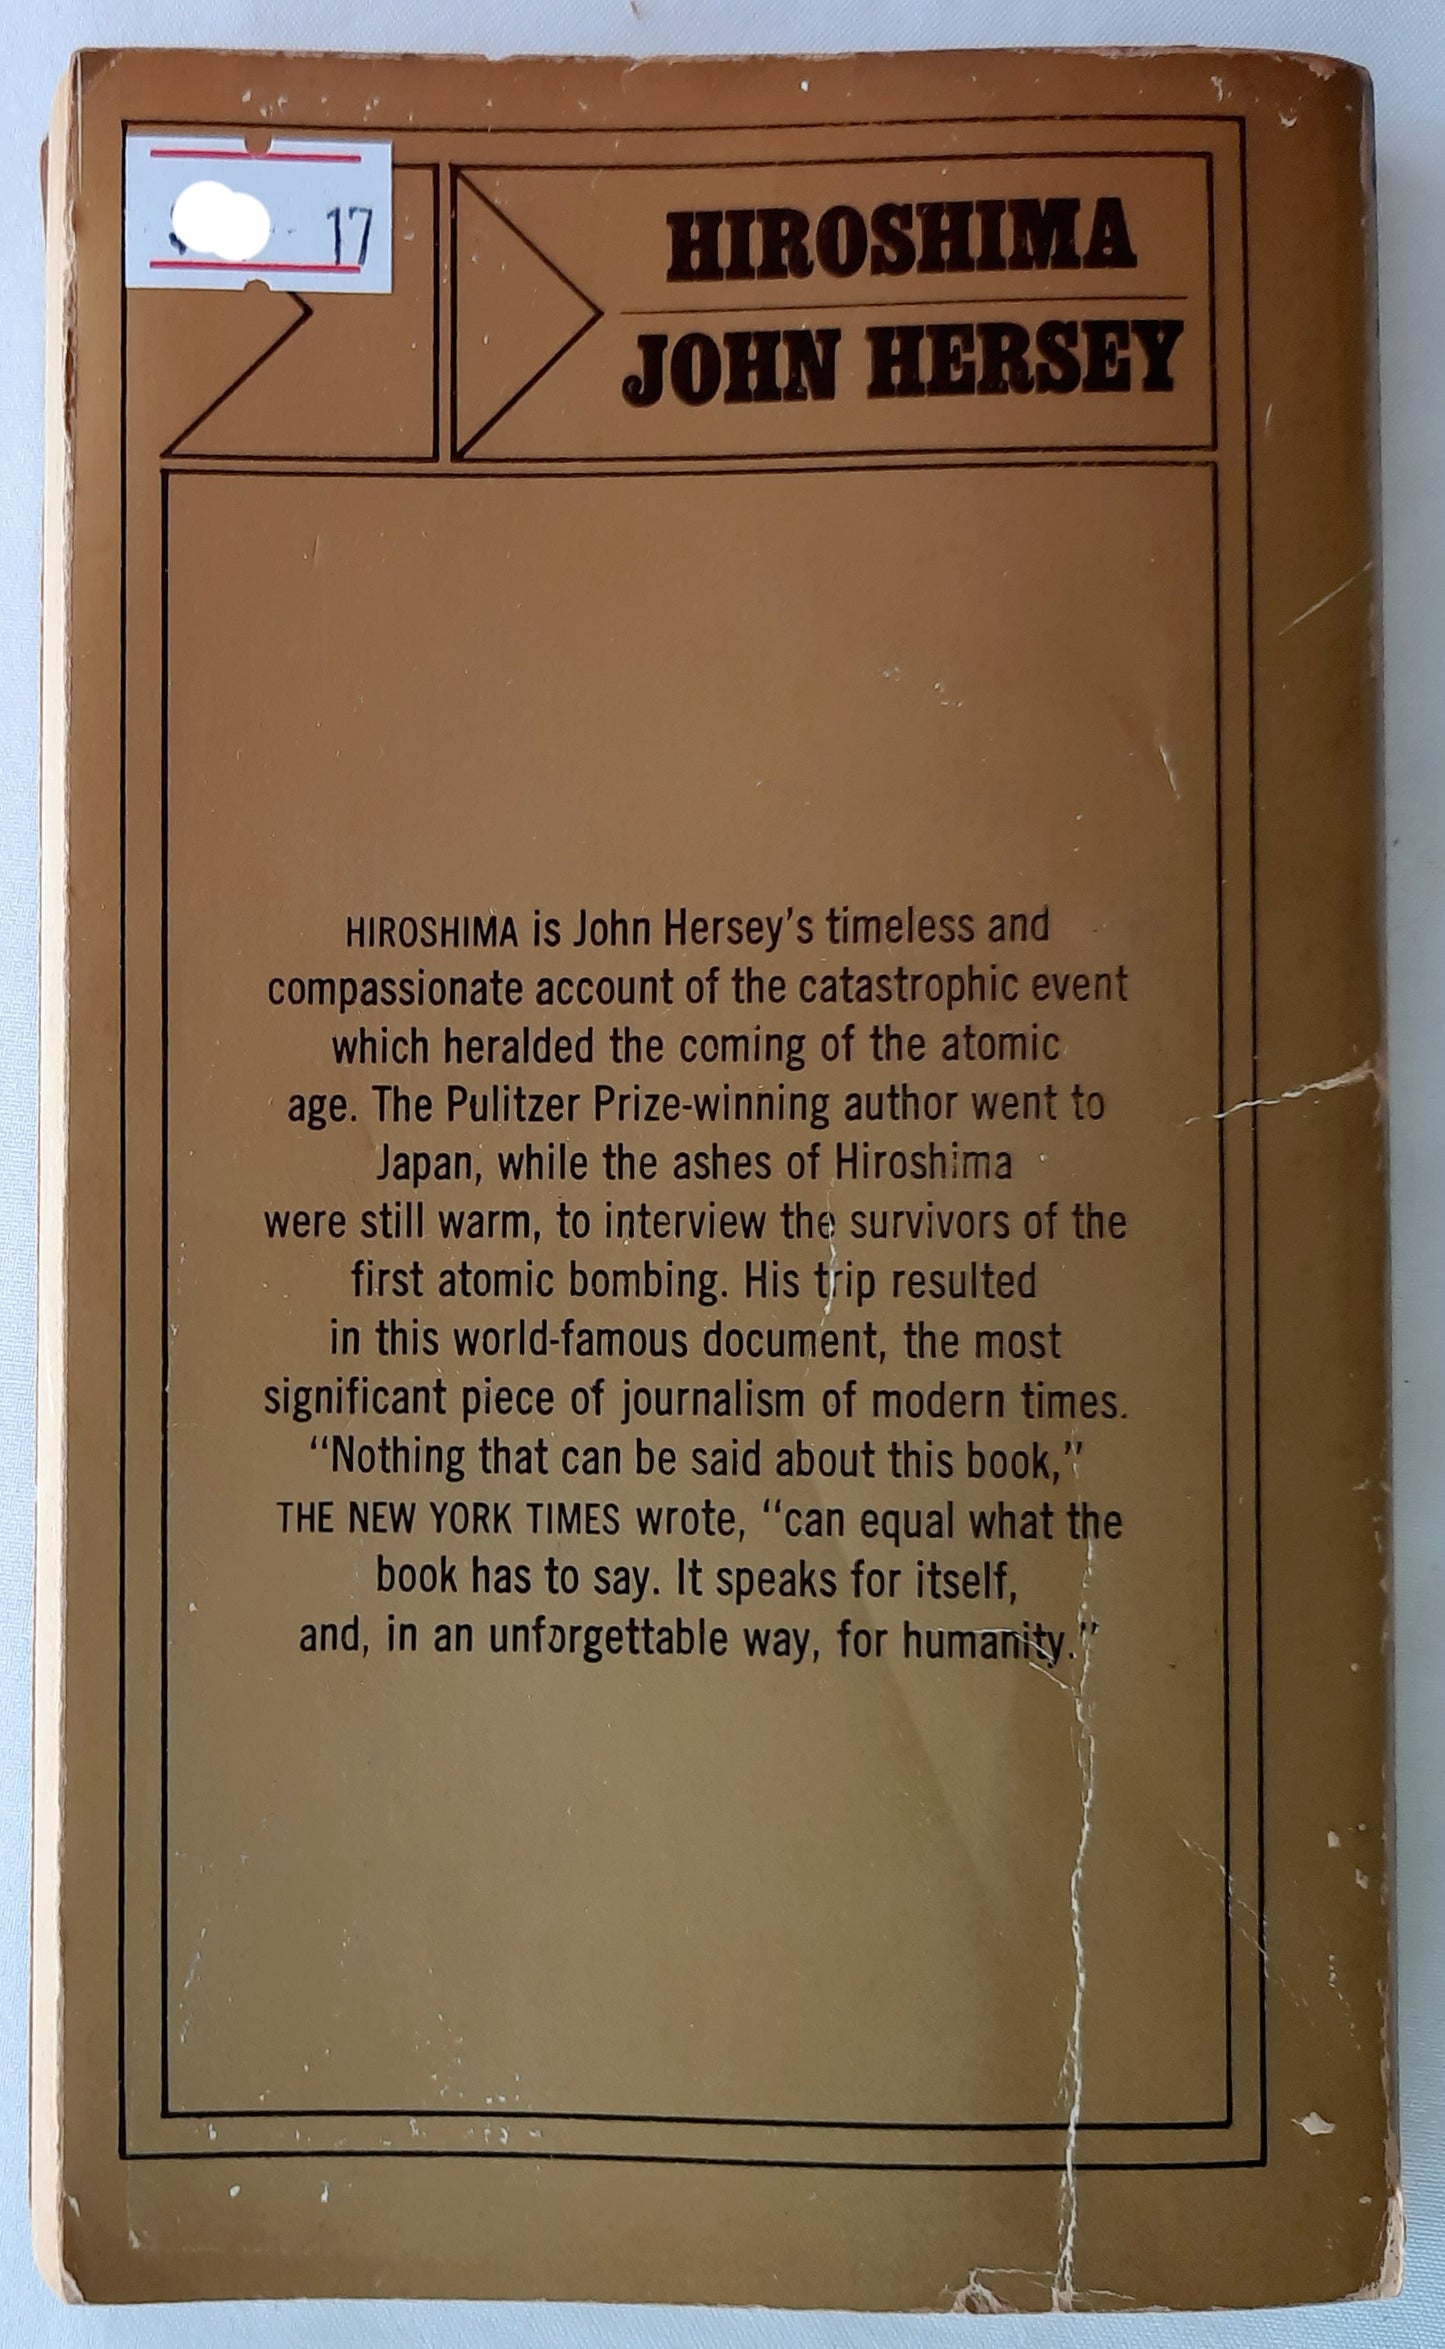 17
HIROSHIMA
JOHN HERSEY
HIROSHIMA is John Hersey's timeless and
compassionate account of the catastrophic event
which heralded the coming of the atomic
age. The Pulitzer Prize-winning author went to
Japan, while the ashes of Hiroshima
were still warm, to interview the survivors of the
first atomic bombing. His trip resulted
in this world-famous document, the most
significant piece of journalism of modern times.
“Nothing that can be said about this book,”
THE NEW YORK TIMES wrote, “can equal what the
book has to say. It speaks for itself,
and, in an unforgettable way, for humanity.”